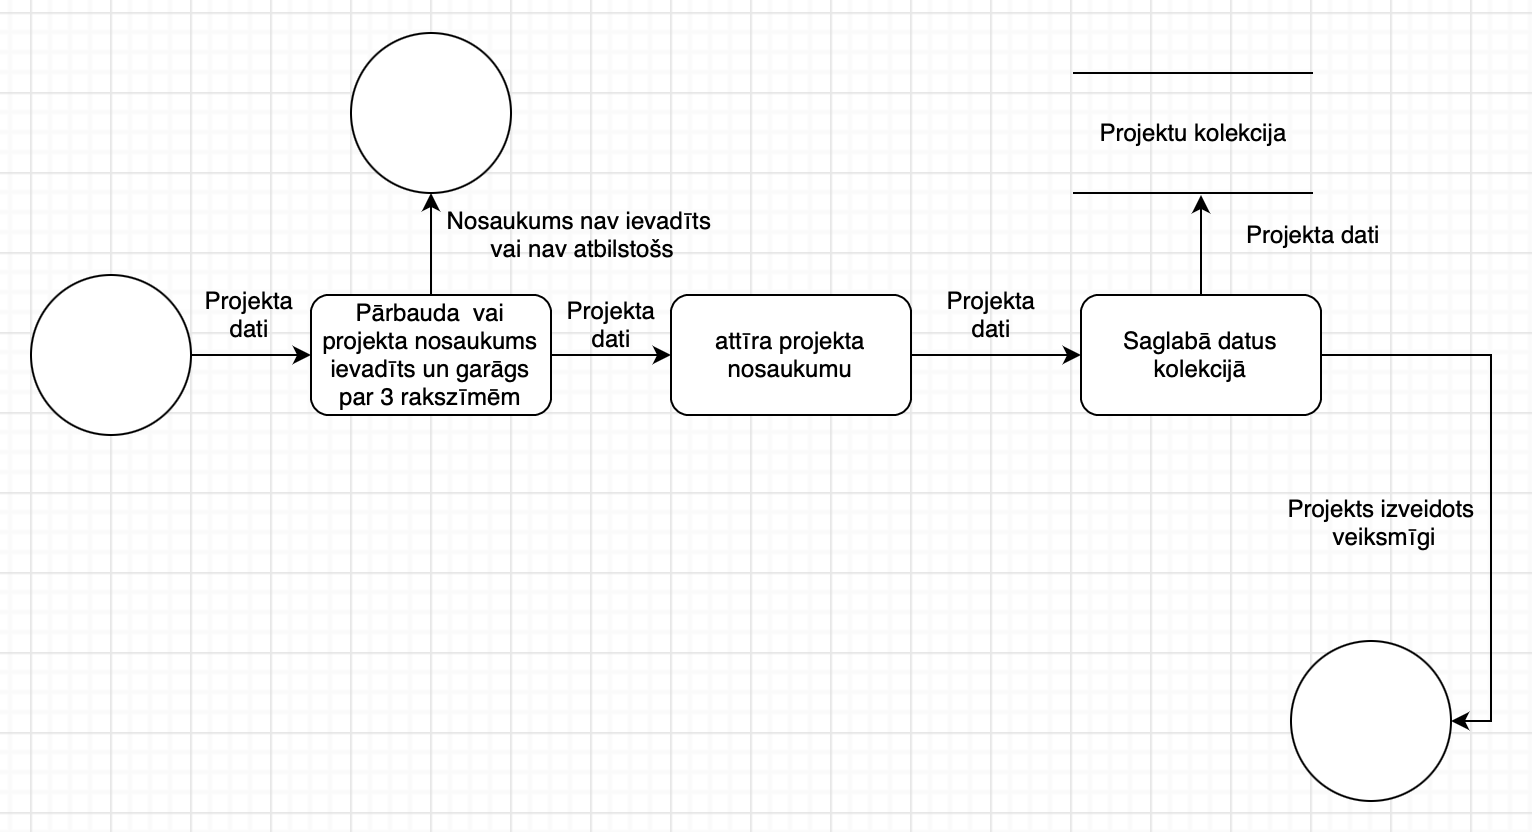 Projektu kolekcija
Nosaukums nav ievadīts
vai nav atbilstošs
Projekta dati
Projekta
dati
Pārbauda  vai
projekta nosaukums
ievadīts un garāgs
par 3 rakszīmēm
Projekta
dati
attīra projekta
nosaukumu
Projekta
dati
Saglabā datus
kolekcijā
Projekts izveidots
veiksmīgi